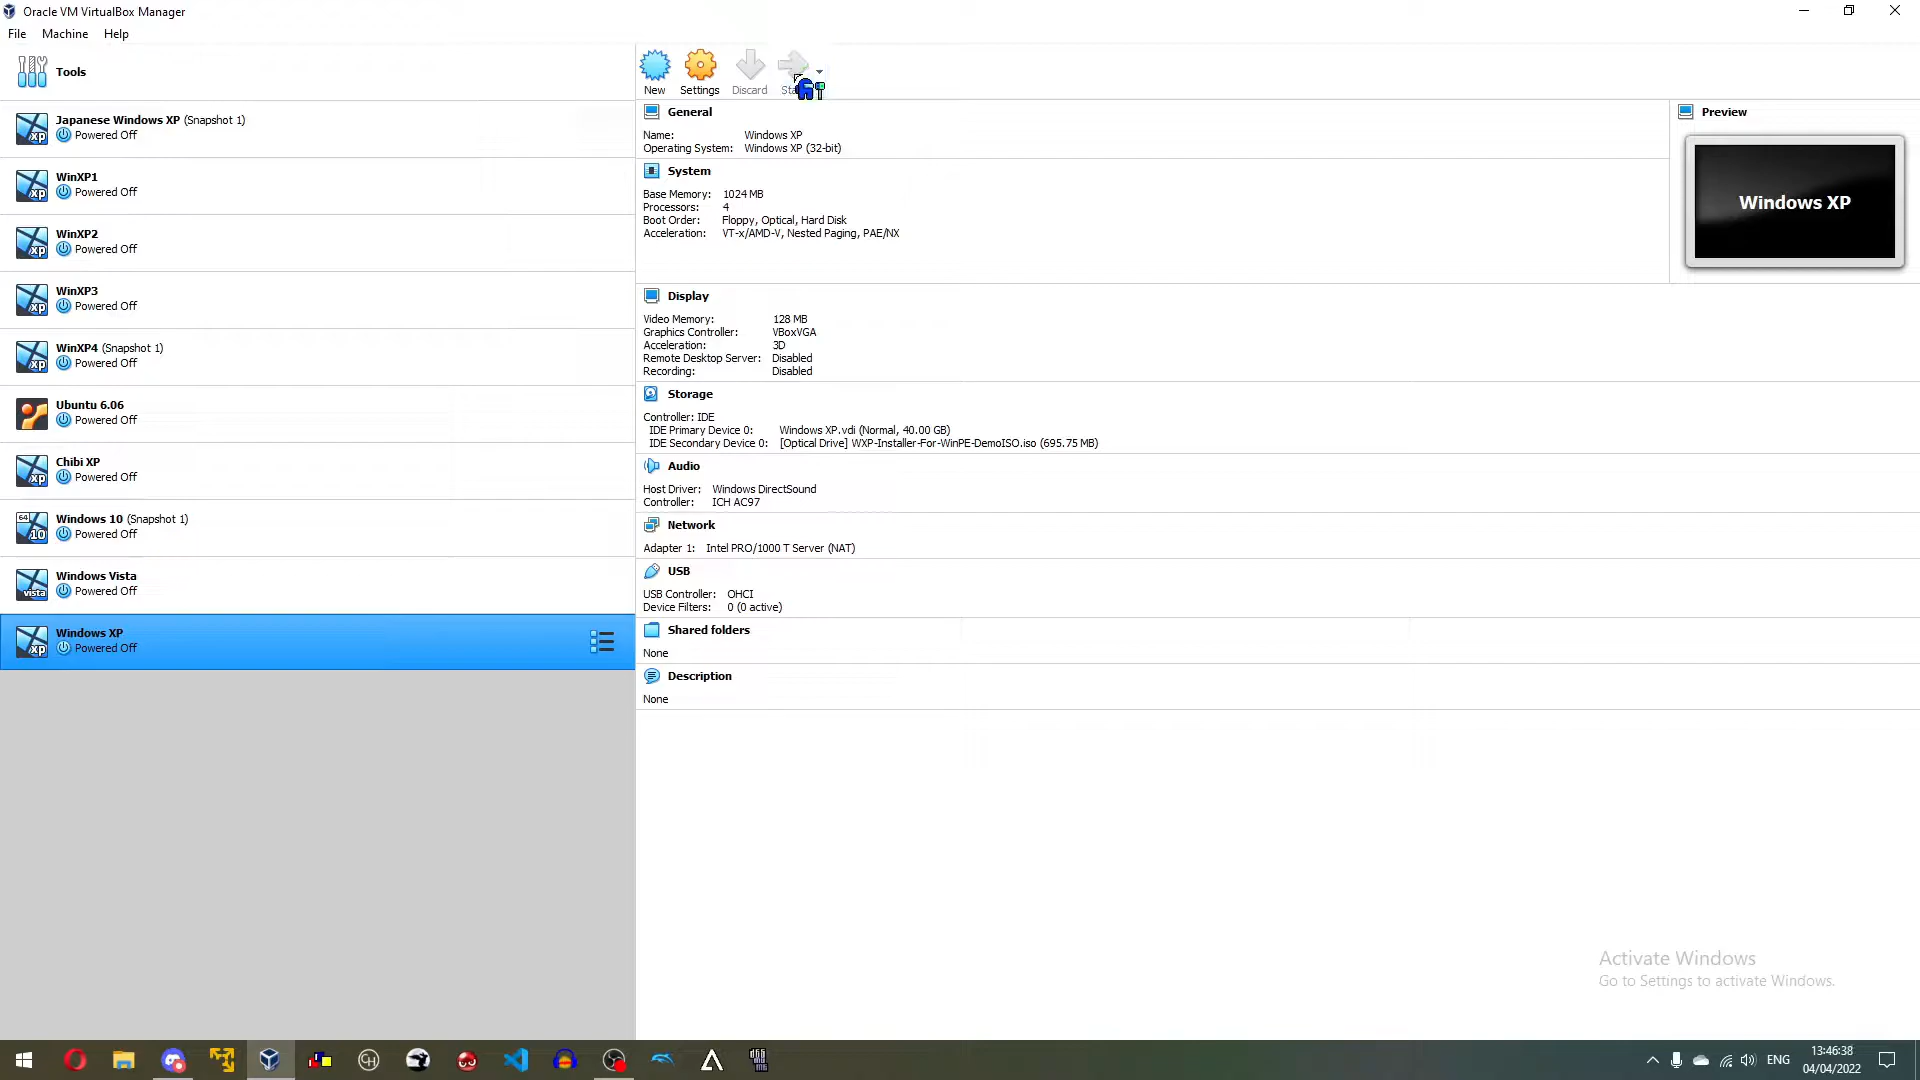 Oracle VM VirtualBox Manager
File Machine Help
Tools
Japanese Windows XP (Snapshot 1)
Powered Off
WinXP1
Powered Off
WinXP2
Powered Off
WinXP3
Powered Off
WinXP4 (Snapshot 1)
Powered Off
Ubuntu 6.06
Powered Off
Chibi XP
Powered Off
64
10
Windows 10 (Snapshot 1)
Powered Off
vista
Windows Vista
Powered Off
xp
Windows XP
Powered Off
New Settings Discard
General
Name: Windows XP
Operating System: Windows XP (32-bit)
System
Base Memory: 1024 MB
Processors: 4
Boot Order: Floppy, Optical, Hard Disk
Acceleration: VT-x/AMD-V, Nested Paging, PAE/NX
Preview
Windows XP
Display
Video Memory: 128 MB
Graphics Controller: VBoxVGA
Acceleration: 3D
Remote Desktop Server: Disabled
Recording: Disabled
Storage
Controller: IDE
IDE Primary Device 0: Windows XP.vdi (Normal, 40.00 GB)
IDE Secondary Device 0: [Optical Drive] WXP-Installer-For-WinPE-DemoISO.iso (695.75 MB)
Audio
Host Driver: Windows DirectSound
Controller: ICH AC97
Network
Adapter 1: Intel PRO/1000 T Server (NAT)
USB
USB Controller: OHCI
Device Filters: 0 (0 active)
Shared folders
None
Description
None
Activate Windows
Go to Settings to activate Windows.
ENG
13:46:38
04/04/2022